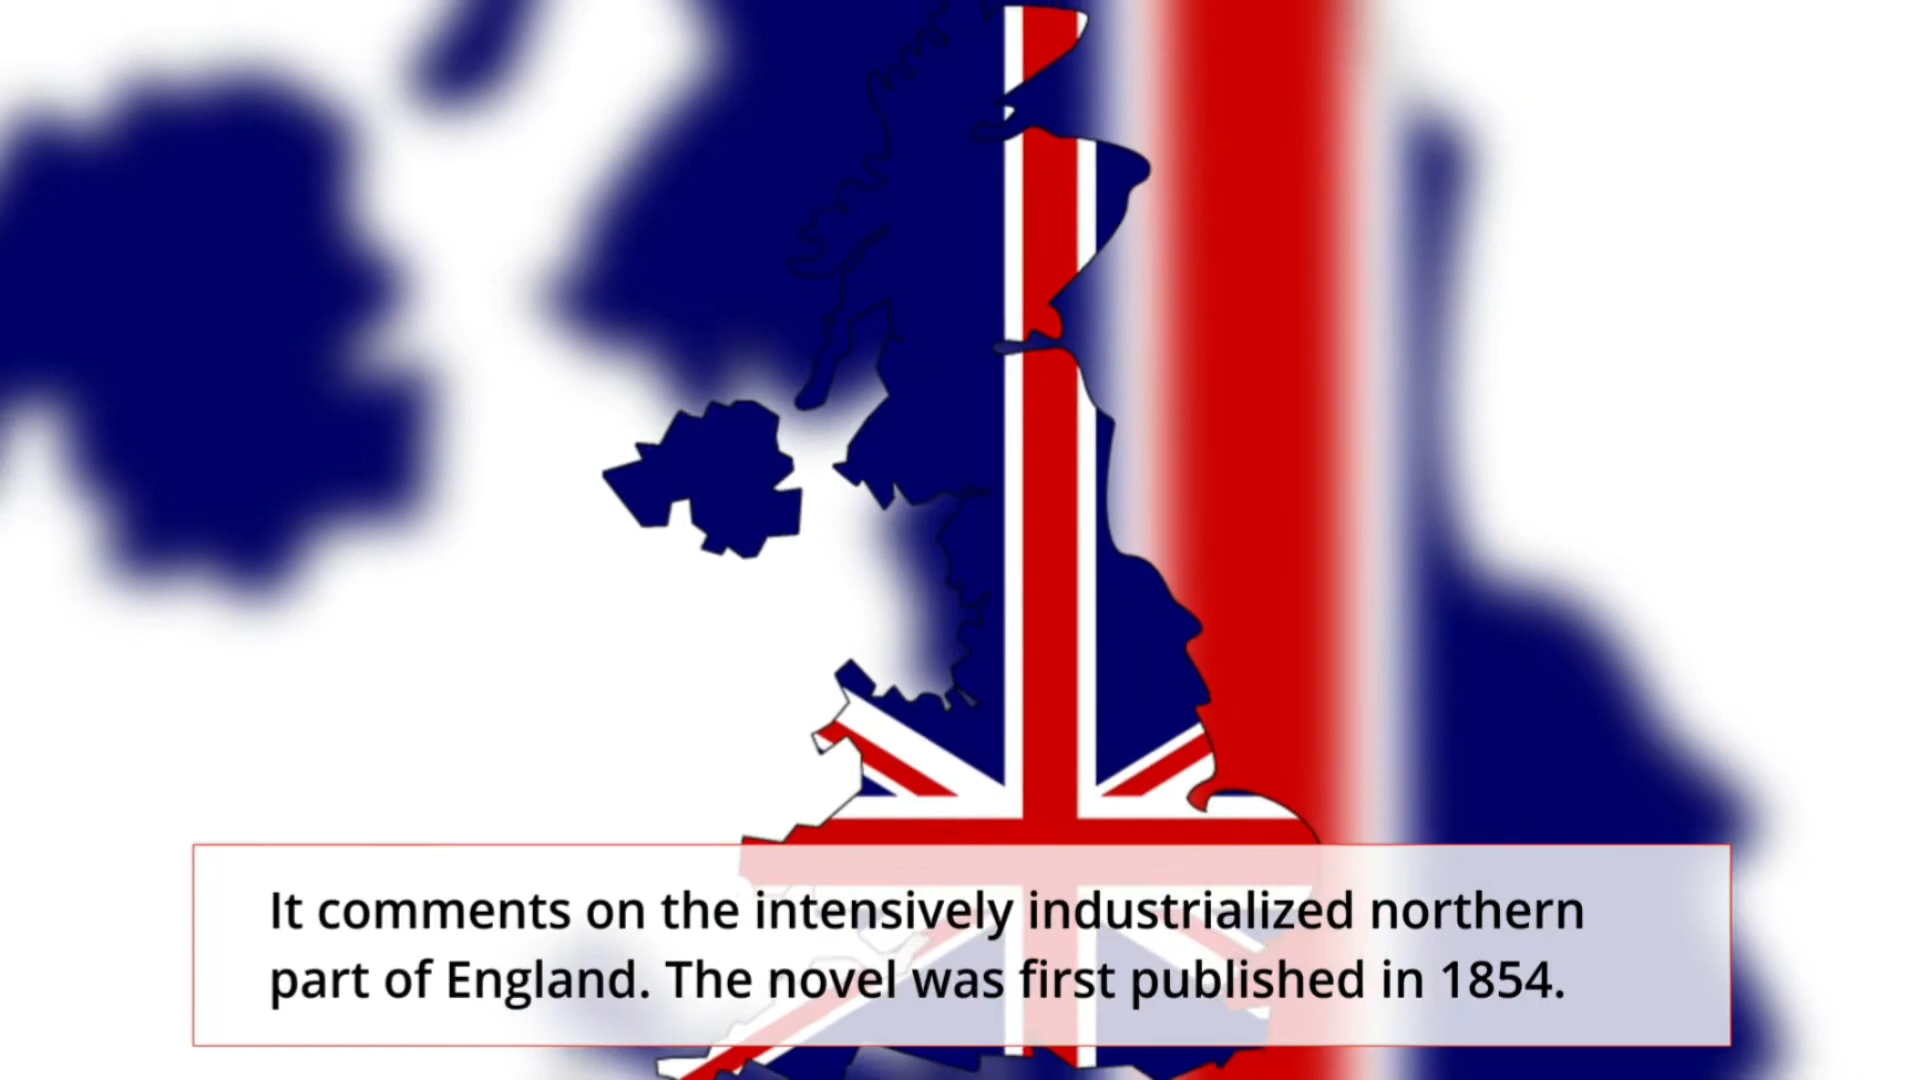 It comments on the intensively industrialized northern
part of England. The novel was first published in 1854.